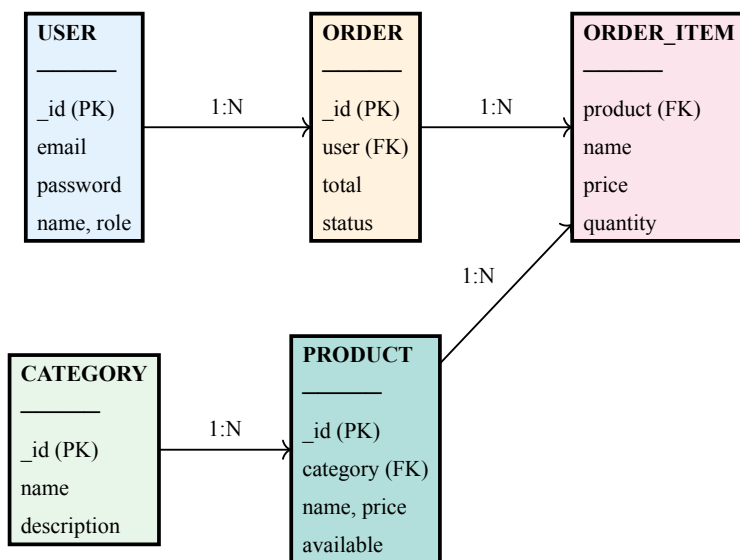 USER
_id (PK)
email
password
name, role
1:N
ORDER
_id (PK)
user (FK)
total
status
1:N
ORDER_ITEM
product (FK)
name
price
quantity
1:N
CATEGORY
_id (PK)
name
description
1:N
PRODUCT
_id (PK)
category (FK)
name, price
available